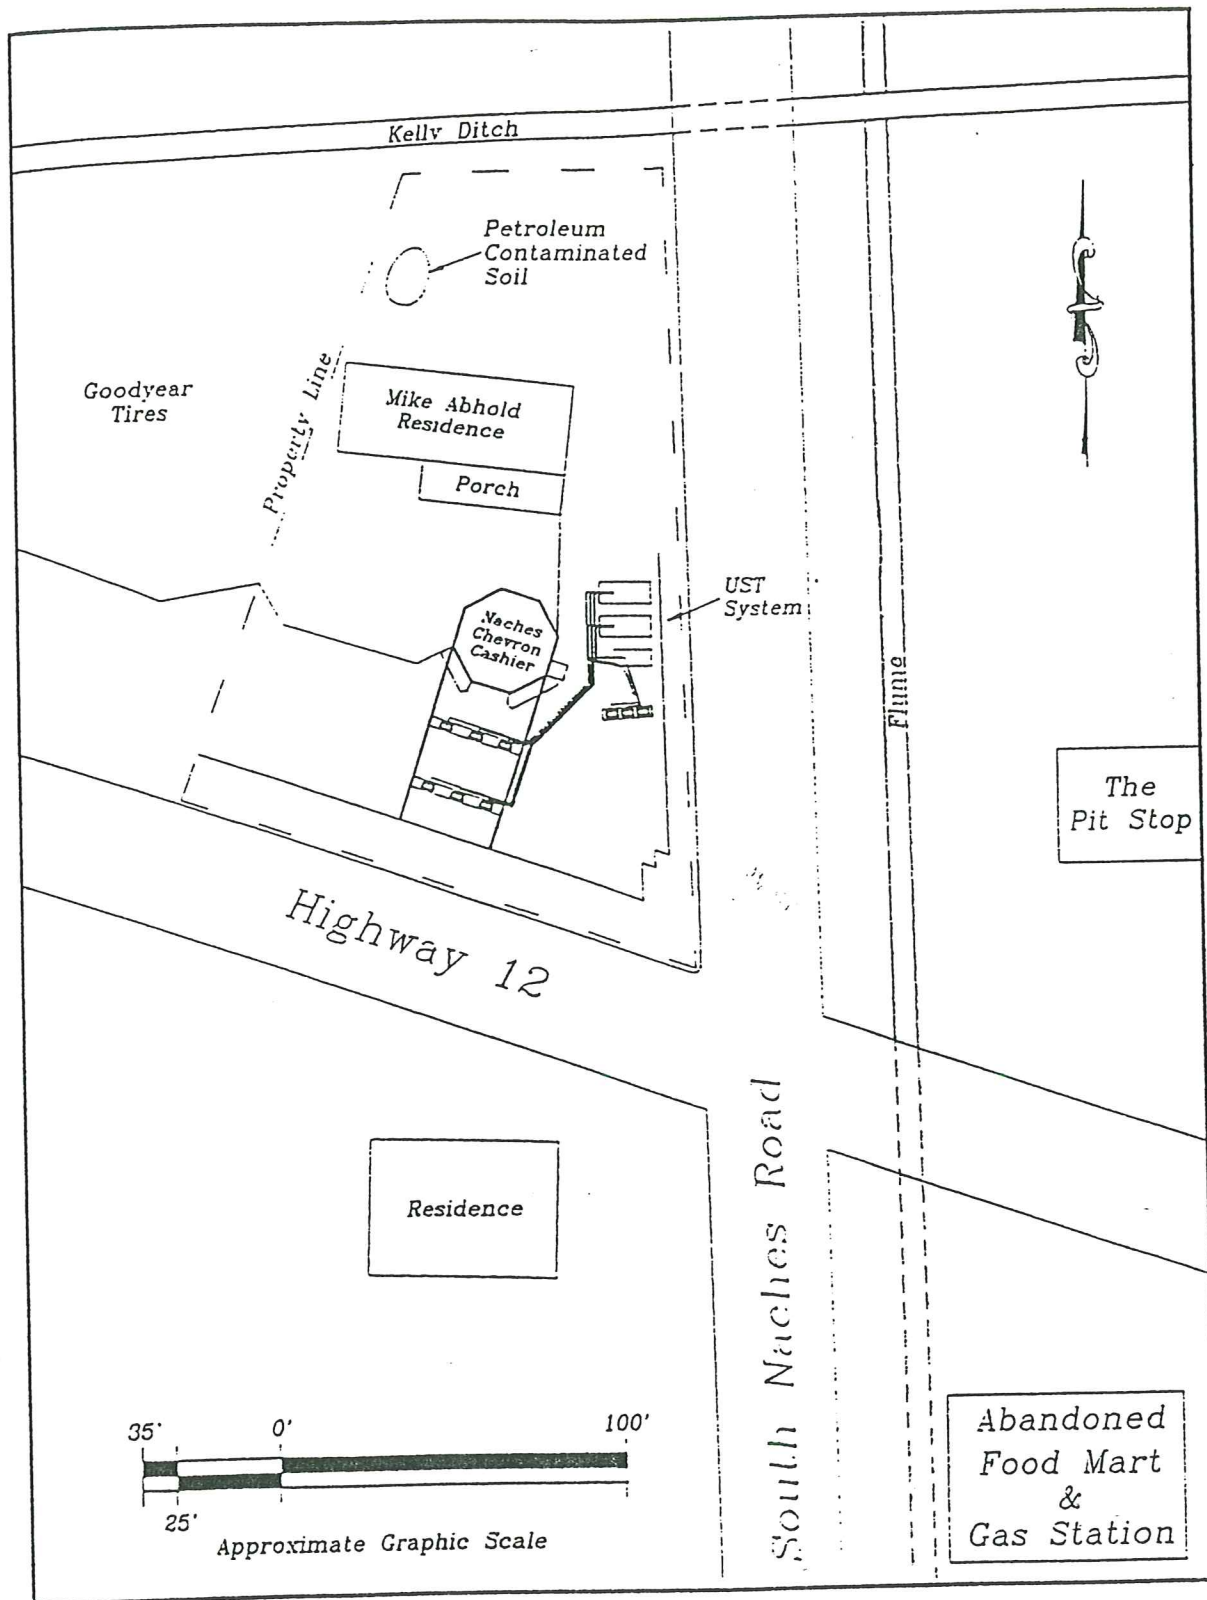 Kelly Ditch
Petroleum
Contaminated
Soil
Goodyear
Tires
Property Line
Mike Abhold
Residence
Porch
UST
System
Naches
Chevron
Cashier
Flume
The
Pit Stop
Highway 12
South Naches Road
Residence
35'
0'
100'
25'
Approximate Graphic Scale
Abandoned
Food Mart
&
Gas Station